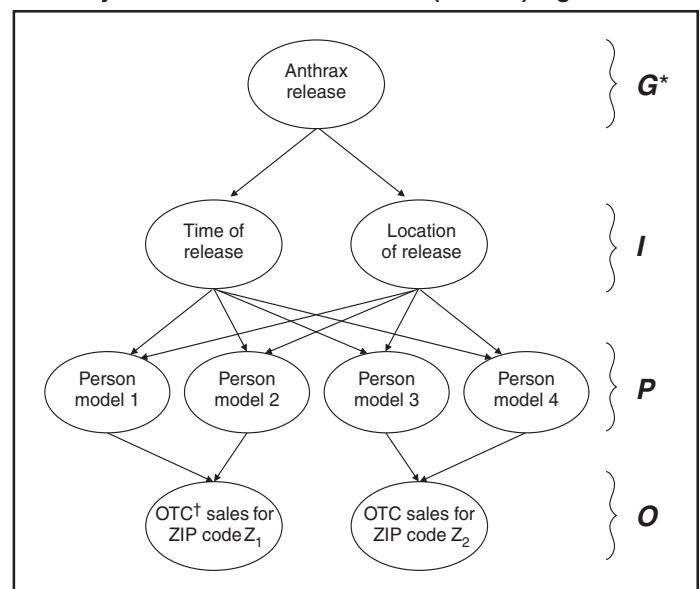 Anthrax
release
G*
Time of
release
Location
of release
I
Person
model 1
Person
model 2
Person
model 3
Person
model 4
P
OTC† sales for
ZIP code Z1
OTC sales for
ZIP code Z2
O